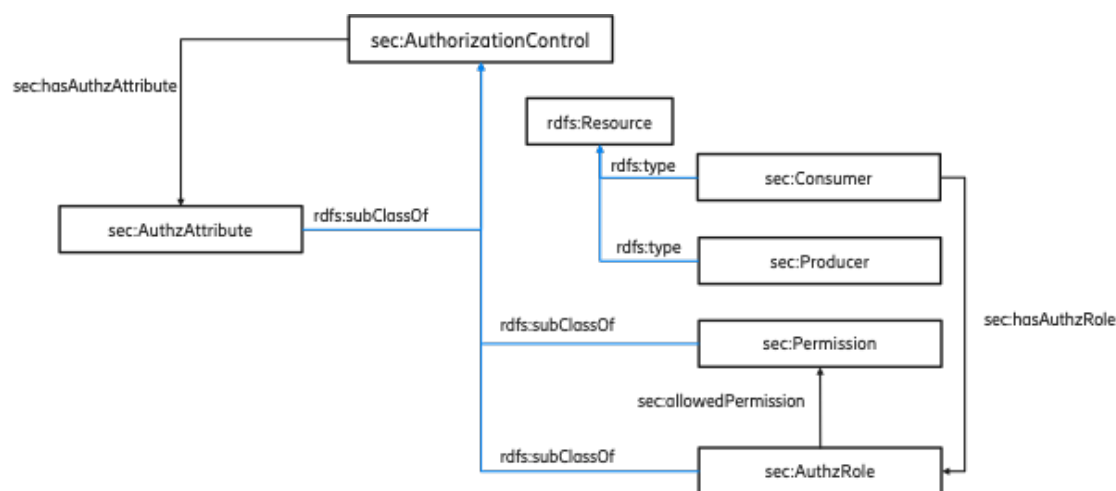 sec:AuthorizationControl
sec:hasAuthzAttribute
rdfs:Resource
rdfs:type
sec:Consumer
rdfs:subClassOf
sec:AuthzAttribute
rdfs:type
sec:Producer
sec:hasAuthzRole
rdfs:subClassOf
sec:Permission
sec:allowedPermission
rdfs:subClassOf
sec:AuthzRole